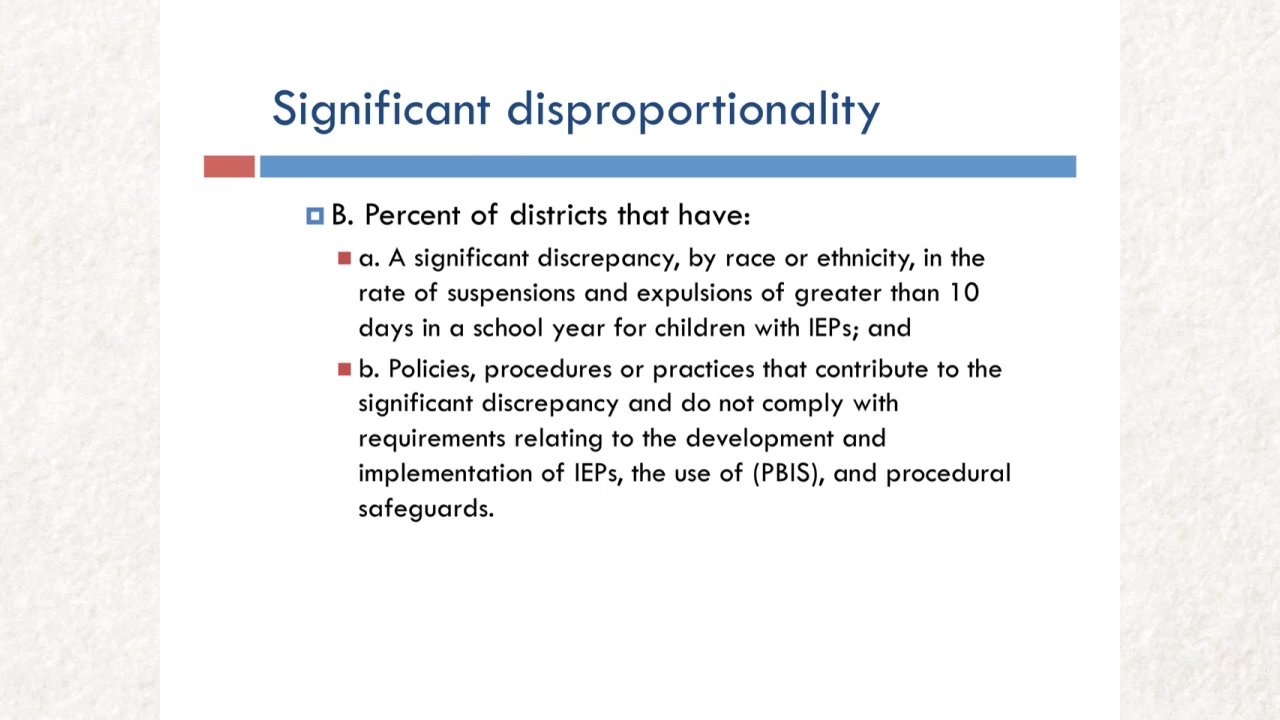 Significant disproportionality
B. Percent of districts that have:
a. A significant discrepancy, by race or ethnicity, in the
rate of suspensions and expulsions of greater than 10
days in a school year for children with IEPs; and
b. Policies, procedures or practices that contribute to the
significant discrepancy and do not comply with
requirements relating to the development and
implementation of IEPs, the use of (PBIS), and procedural
safeguards.